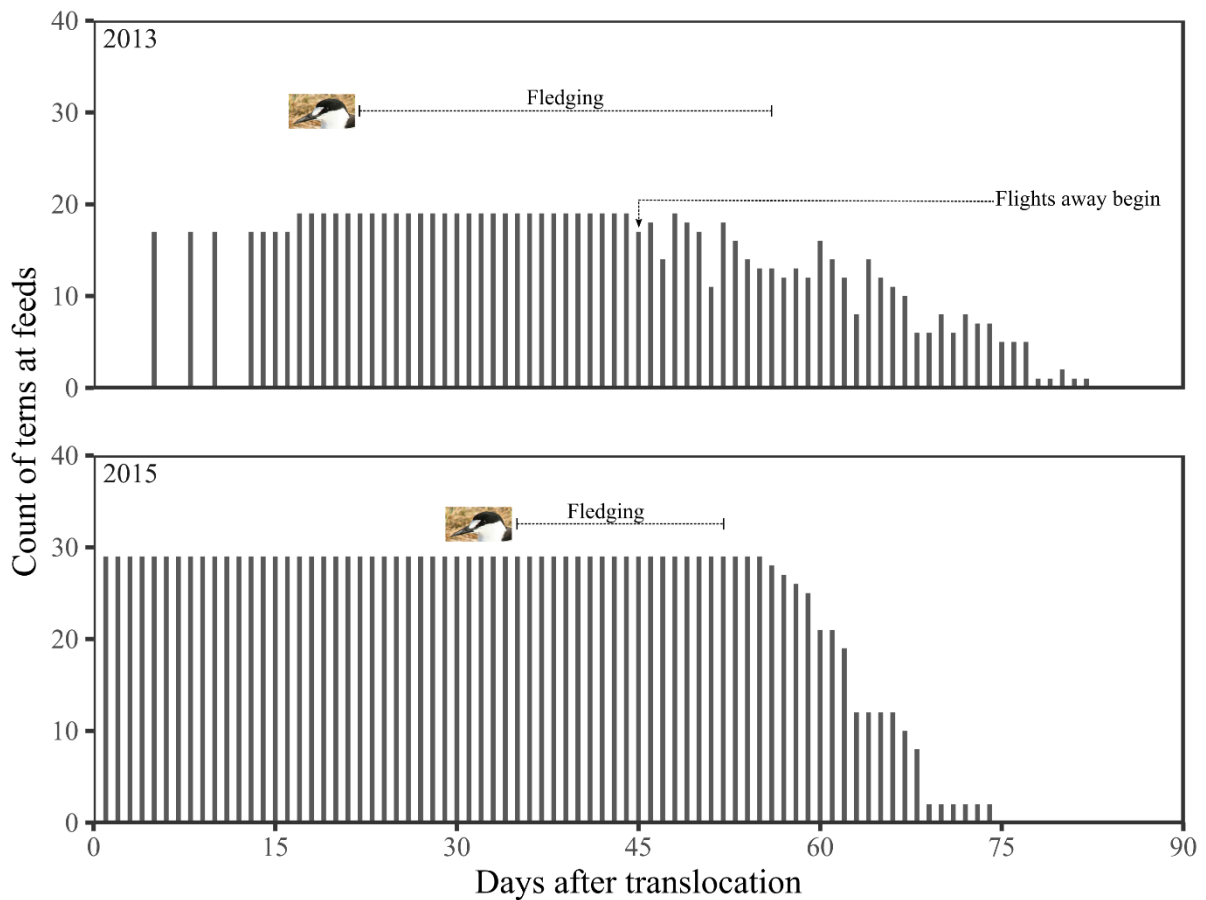 40
2013
30
Fledging
20
Flights away begin
10
0
Count of terns at feeds
40
2015
30
Fledging
20
10
0
0 15 30 45 60 75 90
Days after translocation